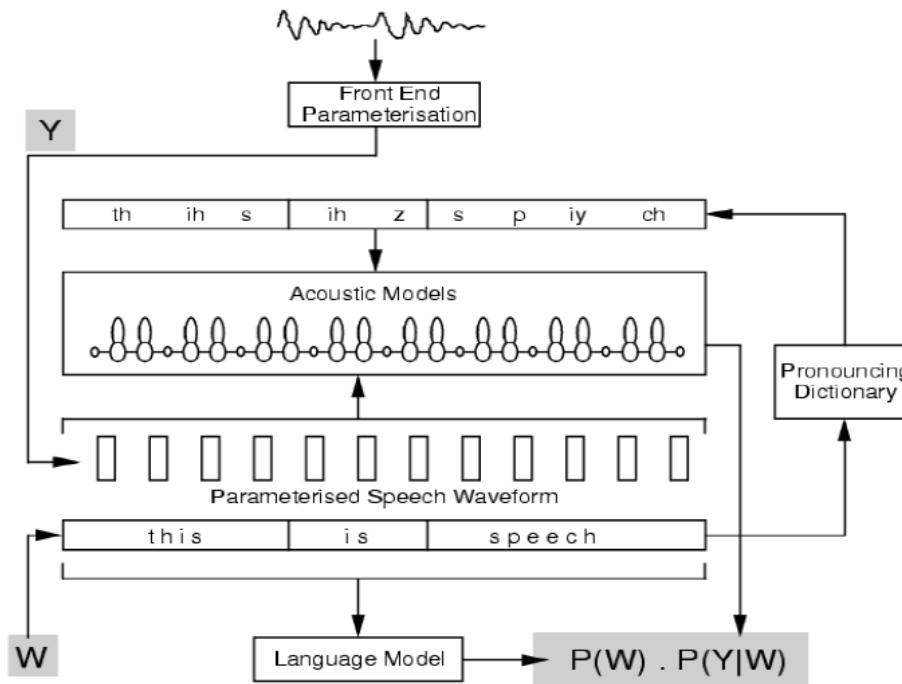 Front End
Parameterisation
Y
th ih s ih z s p iy ch
Acoustic Models
Pronouncing
Dictionary
Parameterised Speech Waveform
this is speech
W
Language Model
P(W) . P(Y|W)